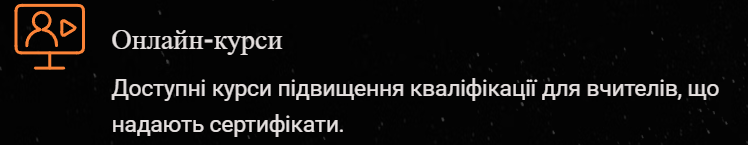 Онлайн-курси
Доступні курси підвищення кваліфікації для вчителів, що
надають сертифікати.